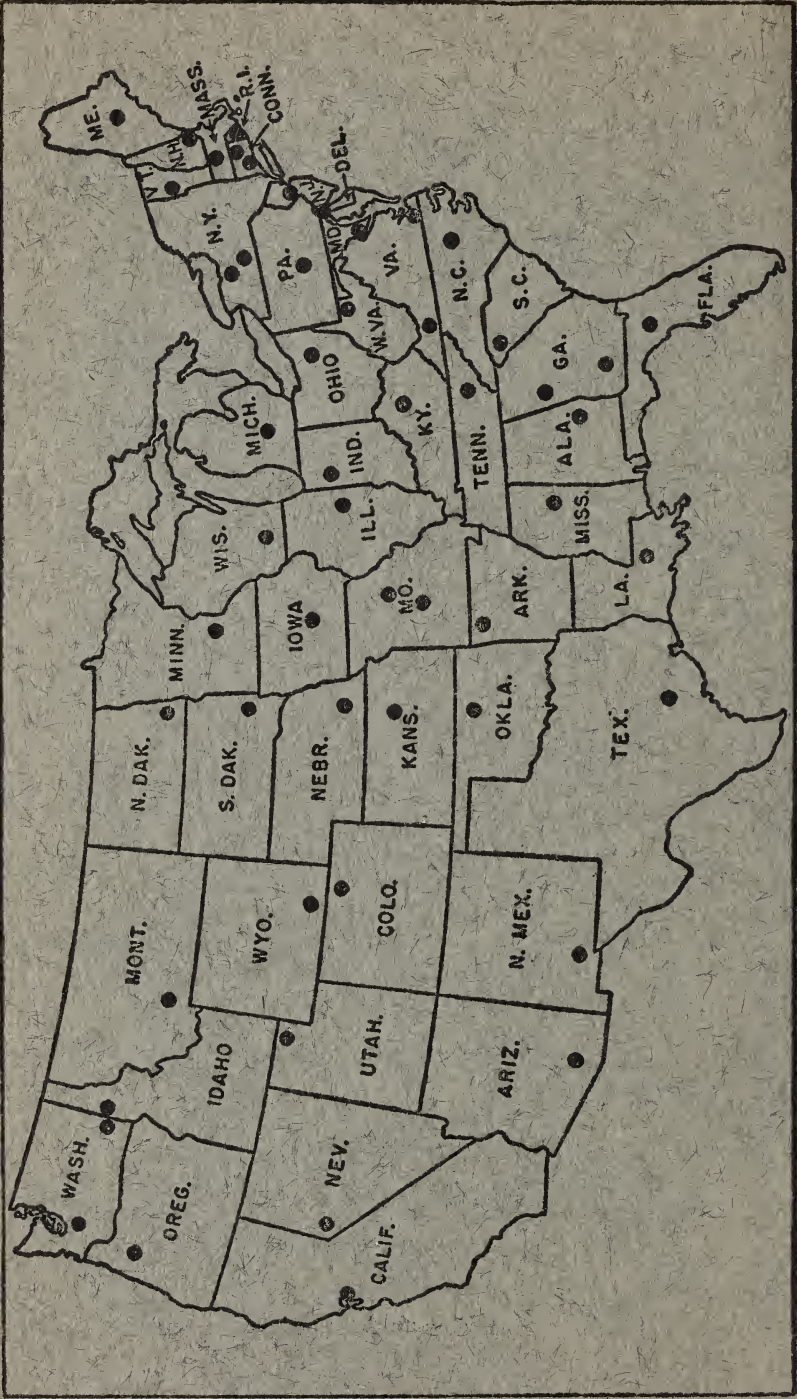 WASH.
OREG.
CALIF.
NEV.
IDAHO
MONT.
WYO.
UTAH.
ARIZ.
COLO.
N. MEX.
N. DAK.
S. DAK.
NEBR.
KANS.
OKLA.
TEX.
MINN.
IOWA
MO.
ARK.
LA.
WIS.
ILL.
MICH.
IND.
OHIO
KY.
TENN.
MISS.
ALA.
GA.
FLA.
S.C.
N.C.
VA.
W.VA.
MD.
DEL.
PA.
N.J.
N.Y.
VT.
N.H.
ME.
MASS.
R.I.
CONN.